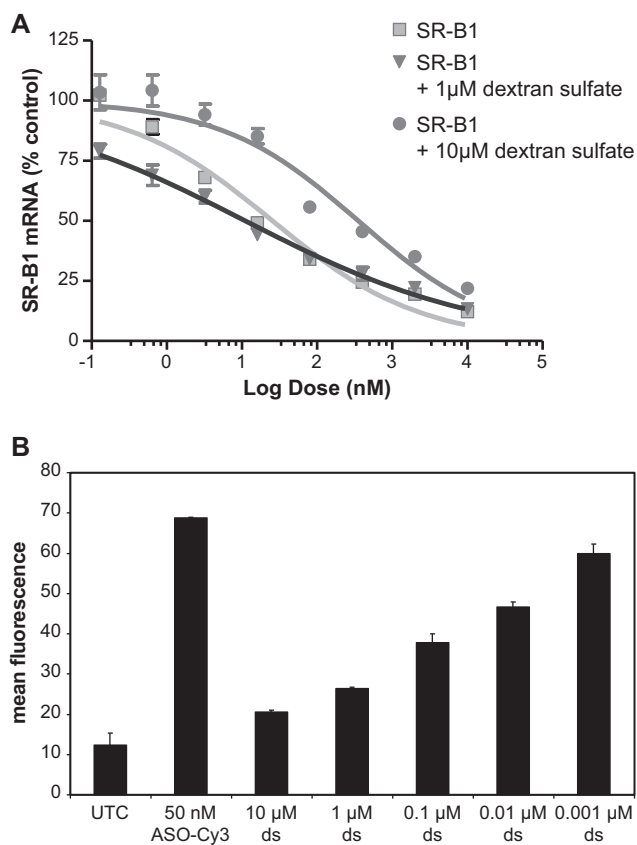 A
125
100
75
50
25
0
SR-B1 mRNA (% control)
-1
0
1
2
3
4
5
Log Dose (nM)
SR-B1
SR-B1
+ 1µM dextran sulfate
SR-B1
+ 10µM dextran sulfate
B
80
70
60
50
40
30
20
10
0
mean fluorescence
UTC 50 nM 10 µM 1 µM 0.1 µM 0.01 µM 0.001 µM
ASO-Cy3 ds ds ds ds ds